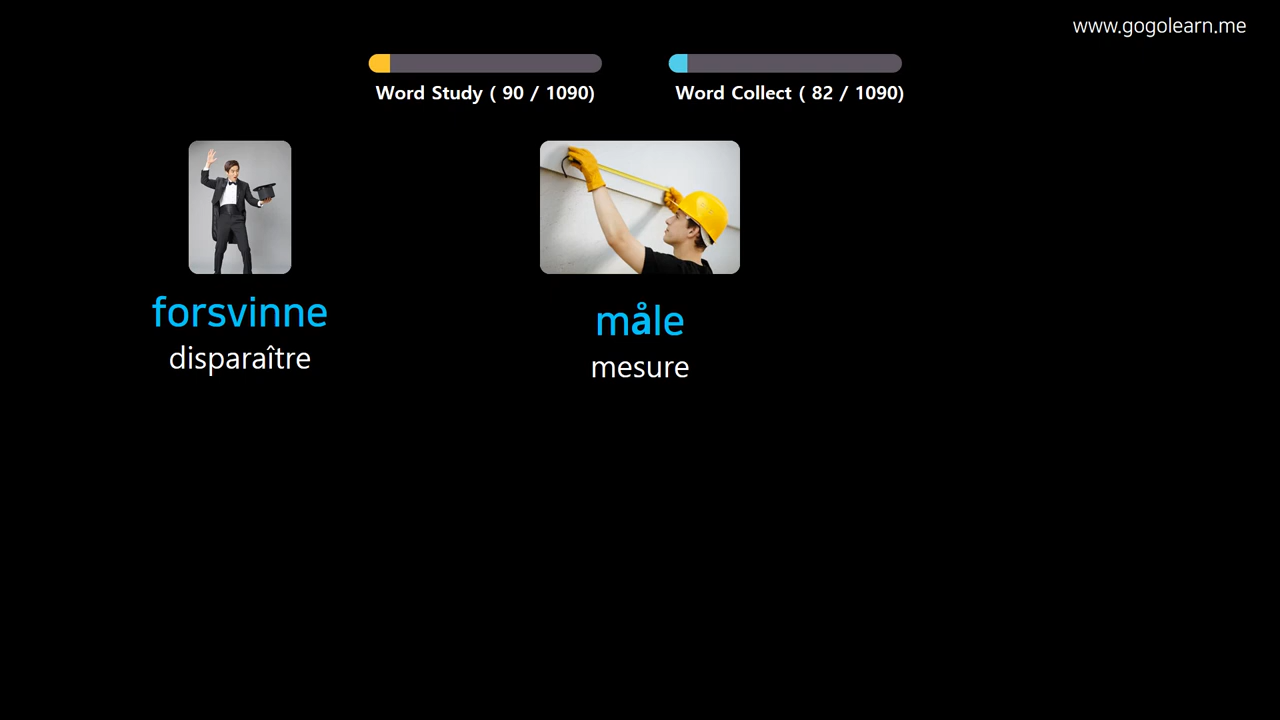 www.gogolearn.me
Word Study ( 90 / 1090)
Word Collect ( 82 / 1090)
forsvinne
disparaître
måle
mesure